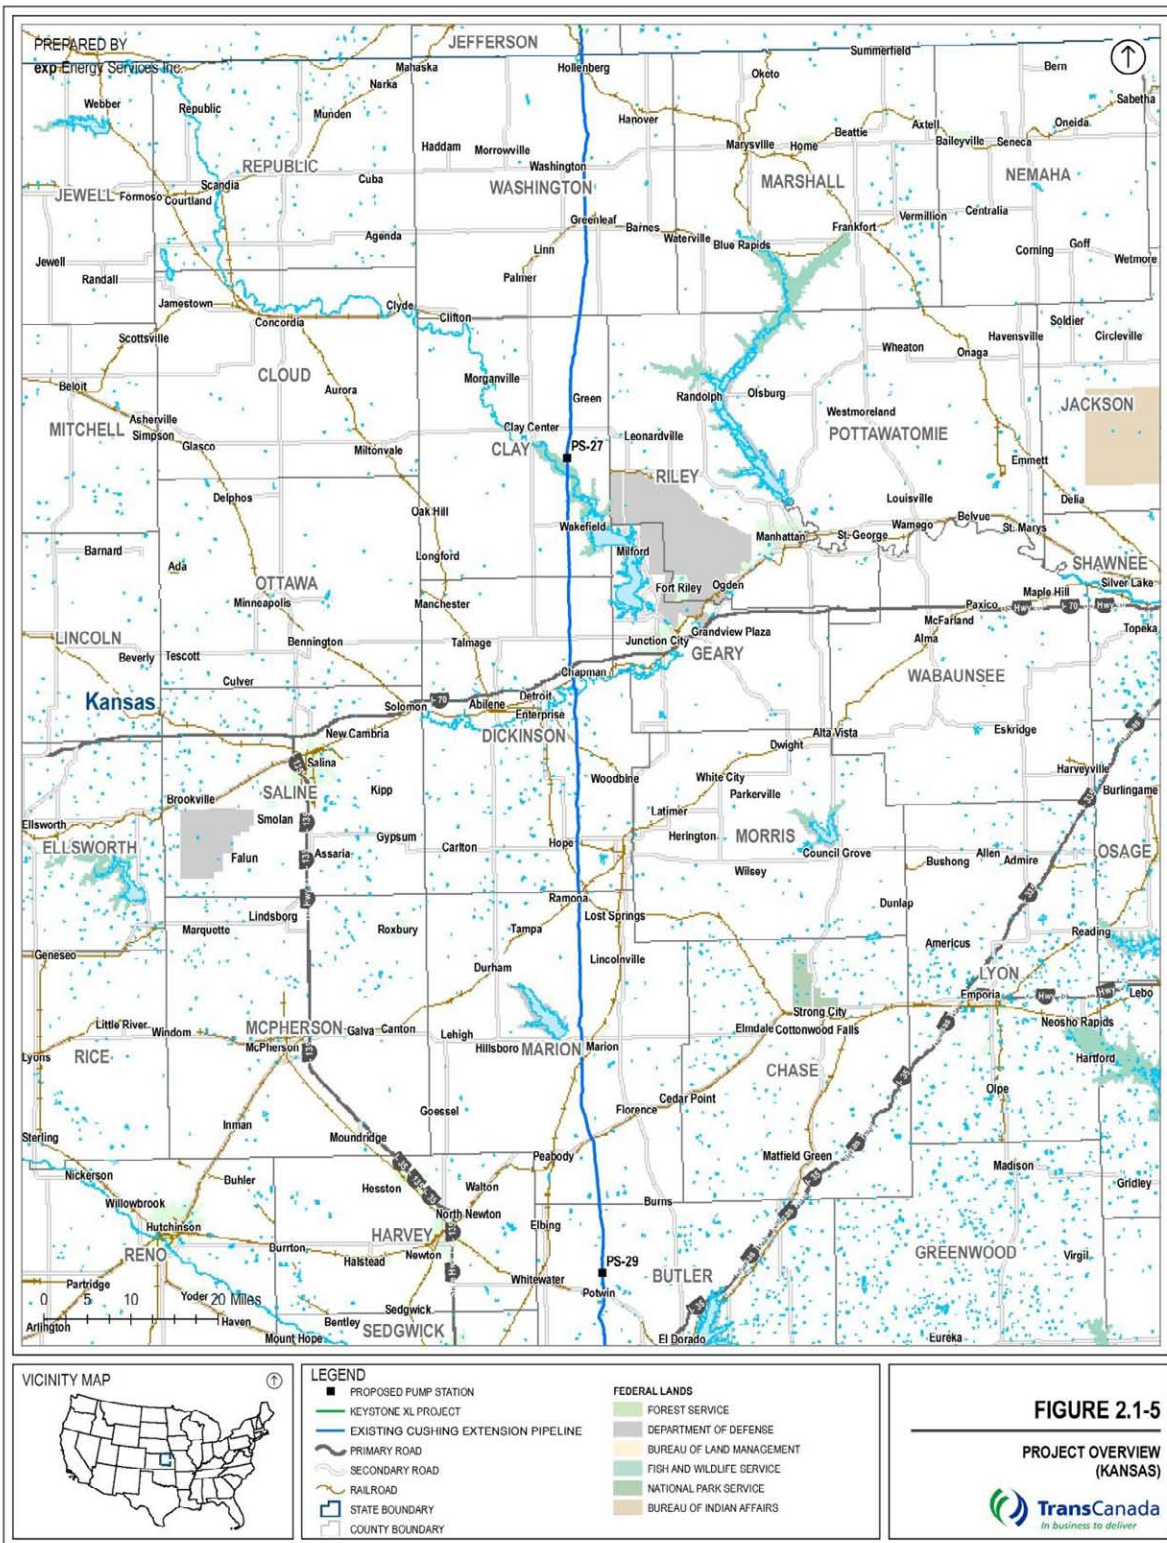 PREPARED BY
exp Energy Services Inc.
JEFFERSON
Mahaska
Hollenberg
Summerfield
Narka
Oketo
Bern
Webber
Republic
Munden
Hanover
Sabetha
Axtell
Oneida
Beattie
Haddam
Morrowville
Marysville
Home
Baileyville
Seneca
REPUBLIC
Cuba
Washington
WASHINGTON
MARSHALL
NEMAHA
JEWELL
Formoso
Courtland
Scandia
Agenda
Greenleaf
Barnes
Waterville
Blue Rapids
Frankfort
Vermillion
Centralia
Jewell
Linn
Corning
Goff
Wetmore
Randall
Palmer
Jamestown
Clyde
Clifton
Concordia
Soldier
Scottsville
Wheaton
Havensville
Circleville
Onaga
CLOUD
Morganville
Beloit
Aurora
Green
Randolph
Olsburg
JACKSON
Asherville
Westmoreland
MITCHELL
Simpson
Clay Center
Leonardville
POTTAWATOMIE
Glasco
Miltonvale
CLAY
PS-27
RILEY
Emmett
Delphos
Louisville
Delia
Oak Hill
Wakefield
Wamego
Belvue
St. Marys
Manhattan
St. George
Barnard
Longford
Milford
Ada
SHAWNEE
OTTAWA
Fort Riley
Ogden
Silver Lake
Minneapolis
Manchester
Maple Hill
Paxico
Hwy
I-70
Hwy
McFarland
LINCOLN
Bennington
Talmage
Junction City
Grandview Plaza
Alma
Topeka
Beverly
Tescott
GEARY
Chapman
WABAUNSEE
Culver
Kansas
I-70
Detroit
Solomon
Abilene
Enterprise
DICKINSON
New Cambria
Alta Vista
Eskridge
Dwight
Salina
Woodbine
White City
Harveyville
SALINE
Kipp
Parkerville
Burlingame
Brookville
Latimer
Ellsworth
Smolan
Gypsum
Herington
MORRIS
ELLSWORTH
Carlton
Hope
Council Grove
Falun
Assaria
Bushong
Allen
Admire
OSAGE
Wilsey
Ramona
Dunlap
Lindsborg
Lost Springs
Marquette
Roxbury
Tampa
Reading
Americus
Geneseo
Lincolnville
Durham
LYON
Emporia
Hwy
Hwy
Lebo
Strong City
Little River
Windom
MCPHERSON
Galva
Canton
Lehigh
Elmdale
Cottonwood Falls
Neosho Rapids
McPherson
Hillsboro
MARION
Marion
Lyons
RICE
Hartford
CHASE
I-35
Olpe
Cedar Point
Goessel
Florence
Inman
Sterling
Moundridge
Matfield Green
Peabody
Madison
Nickerson
Buhler
Hesston
Walton
Gridley
Willowbrook
Burns
North Newton
Hutchinson
HARVEY
Elbing
RENO
Burrton
Newton
GREENWOOD
Virgil
Halstead
PS-29
Partridge
Whitewater
BUTLER
Potwin
0 5 10 20 Miles
Yoder
Sedgwick
Arlington
Haven
Bentley
SEDGWICK
Mount Hope
El Dorado
Eureka
VICINITY MAP
LEGEND
PROPOSED PUMP STATION
KEYSTONE XL PROJECT
EXISTING CUSHING EXTENSION PIPELINE
PRIMARY ROAD
SECONDARY ROAD
RAILROAD
STATE BOUNDARY
COUNTY BOUNDARY
FEDERAL LANDS
FOREST SERVICE
DEPARTMENT OF DEFENSE
BUREAU OF LAND MANAGEMENT
FISH AND WILDLIFE SERVICE
NATIONAL PARK SERVICE
BUREAU OF INDIAN AFFAIRS
FIGURE 2.1-5
PROJECT OVERVIEW
(KANSAS)
TransCanada
In business to deliver